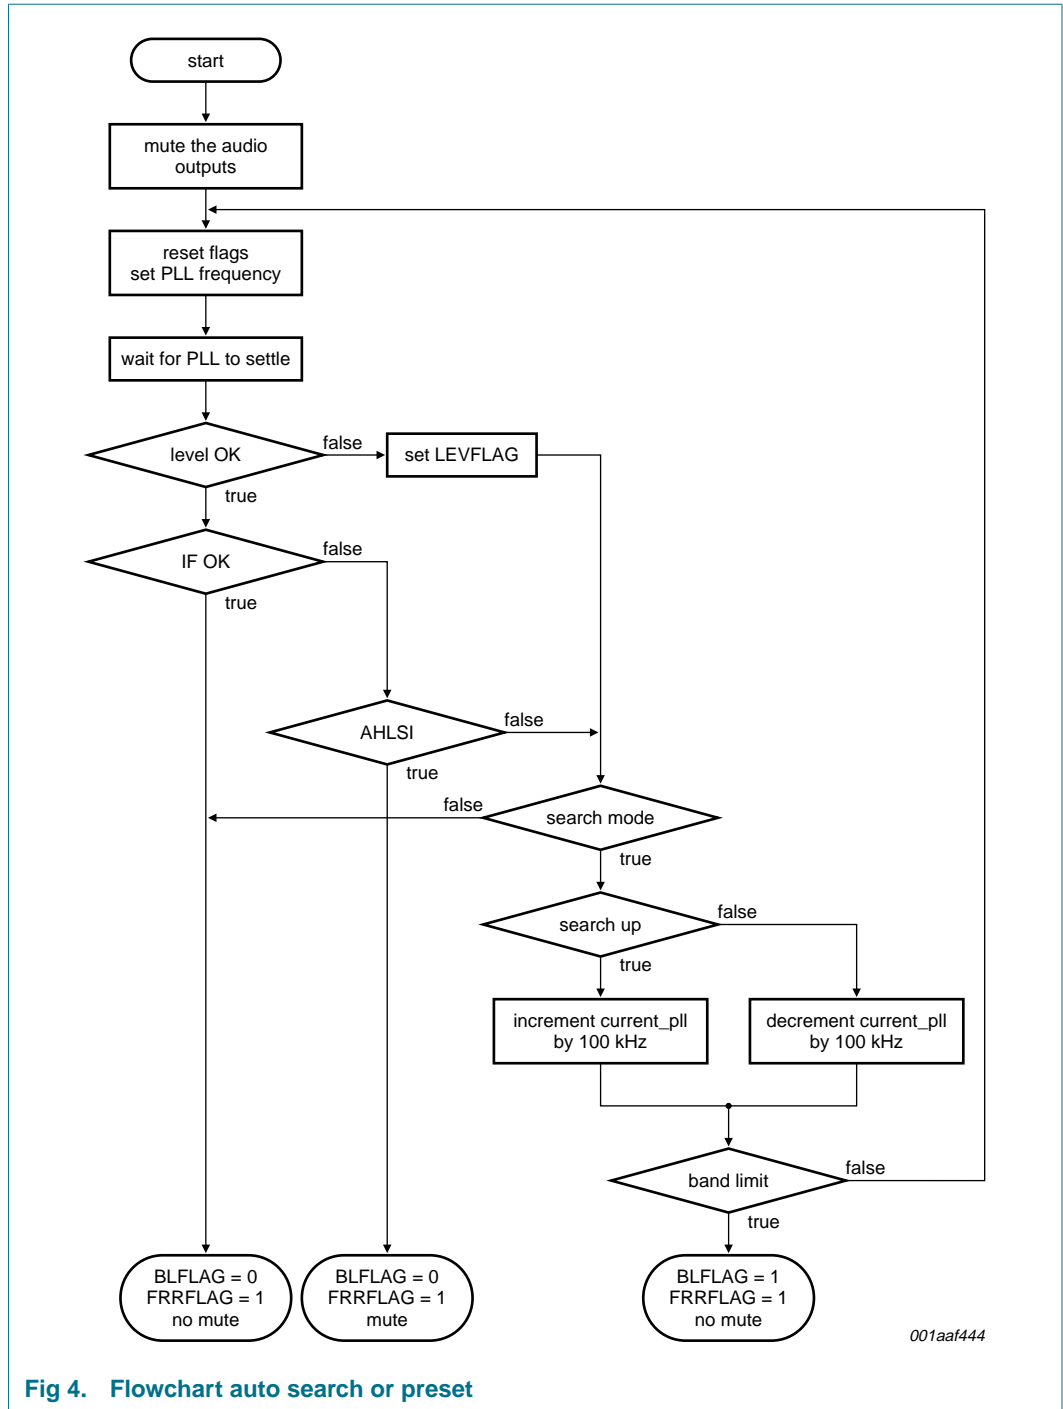 start
mute the audio
outputs
reset flags
set PLL frequency
wait for PLL to settle
level OK
false
set LEVFLAG
true
IF OK
false
true
AHLSI
false
true
false
search mode
true
search up
false
true
increment current_pll
by 100 kHz
decrement current_pll
by 100 kHz
band limit
false
true
BLFLAG = 0
FRRFLAG = 1
no mute
BLFLAG = 0
FRRFLAG = 1
mute
BLFLAG = 1
FRRFLAG = 1
no mute
001aaf444
Fig 4. Flowchart auto search or preset